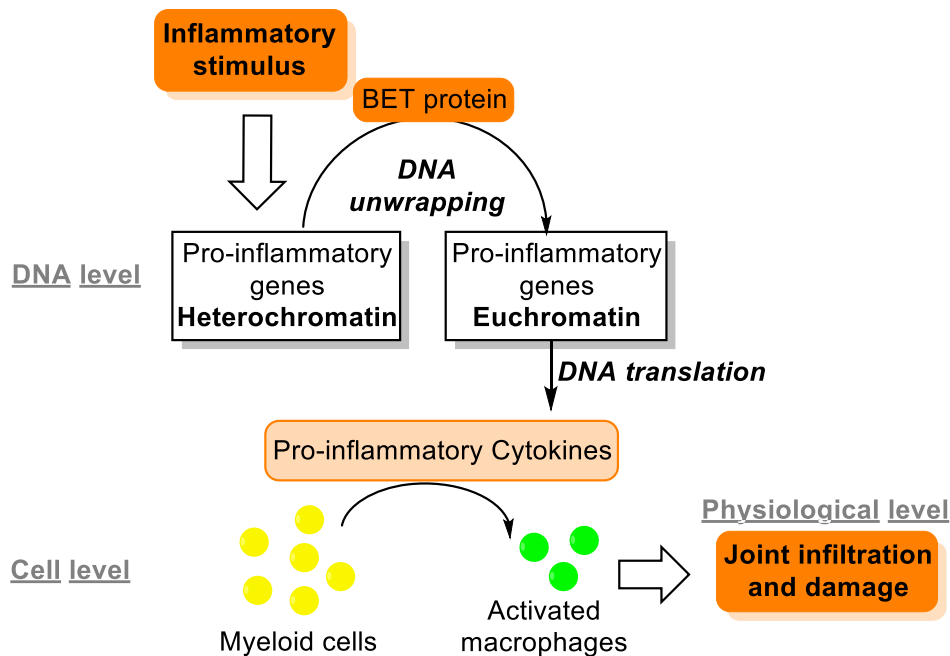 Inflammatory
stimulus
BET protein
DNA
unwrapping
DNA level
Pro-inflammatory
genes
Heterochromatin
Pro-inflammatory
genes
Euchromatin
DNA translation
Pro-inflammatory Cytokines
Physiological level
Cell level
Joint infiltration
and damage
Myeloid cells
Activated
macrophages